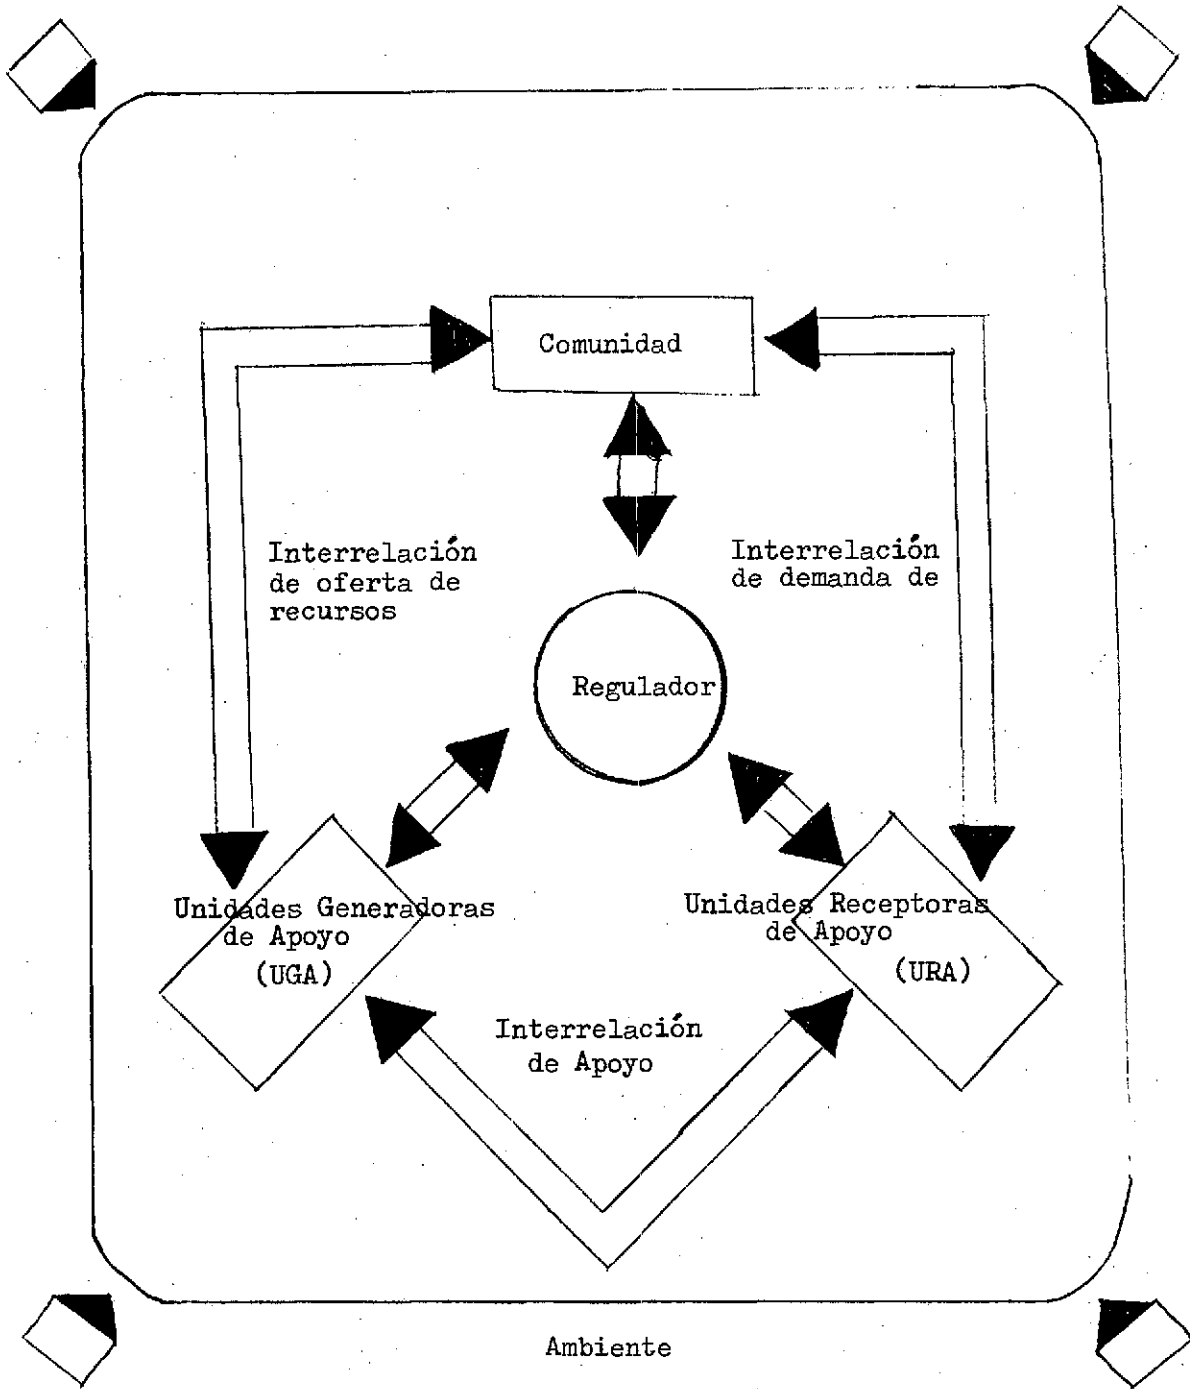 Comunidad
Interrelación
de oferta de
recursos
Interrelación
de demanda de
Regulador
Unidades Generadoras
de Apoyo
(UGA)
Unidades Receptoras
de Apoyo
(URA)
Interrelación
de Apoyo
Ambiente